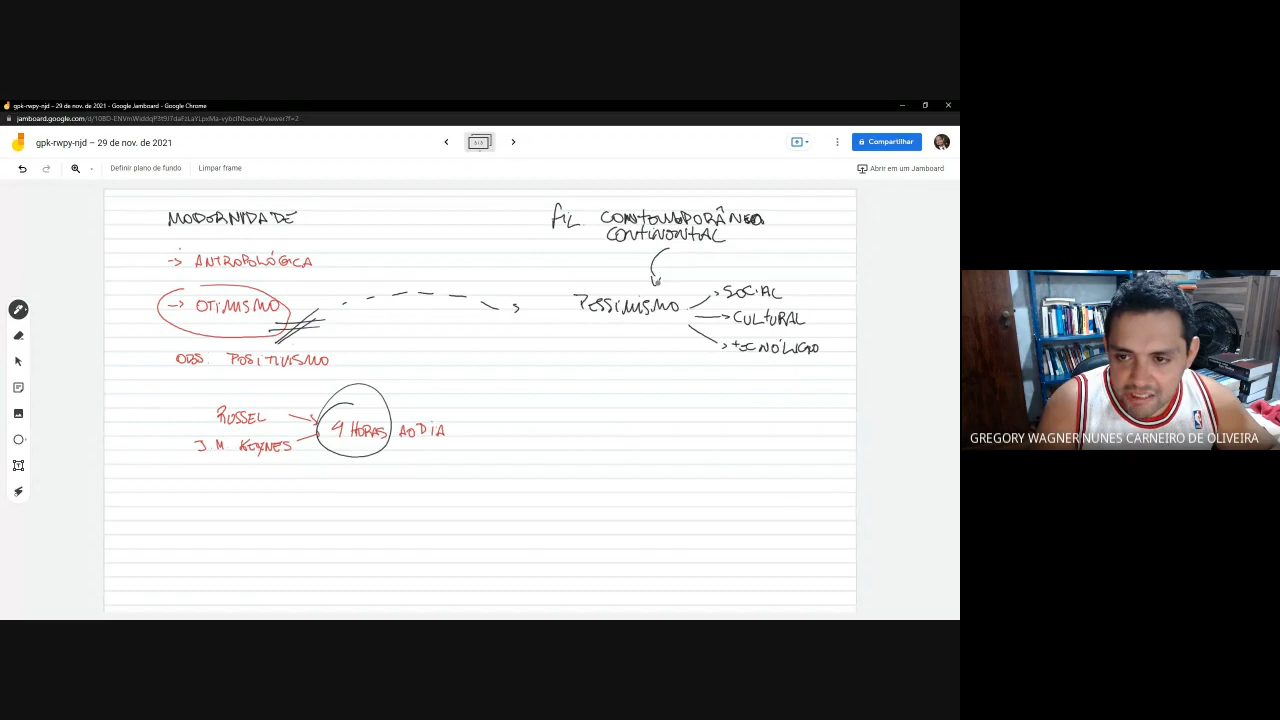 gpk-rwpy-njd – 29 de nov. de 2021 - Google Jamboard - Google Chrome
gpk-rwpy-njd – 29 de nov. de 2021
Compartilhar
Definir plano de fundo
Limpar frame
Abrir em um Jamboard
MODERNIDADE
FIL. CONTEMPORÂNEA
CONTINENTAL
-> ANTROPOLÓGICA
-> OTIMISMO
PESSIMISMO
-> SOCIAL
-> CULTURAL
-> TECNÓLIGO
OBS. POSITIVISMO
RUSSEL
J.M. KEYNES
4 HORAS AO DIA
GREGORY WAGNER NUNES CARNEIRO DE OLIVEIRA